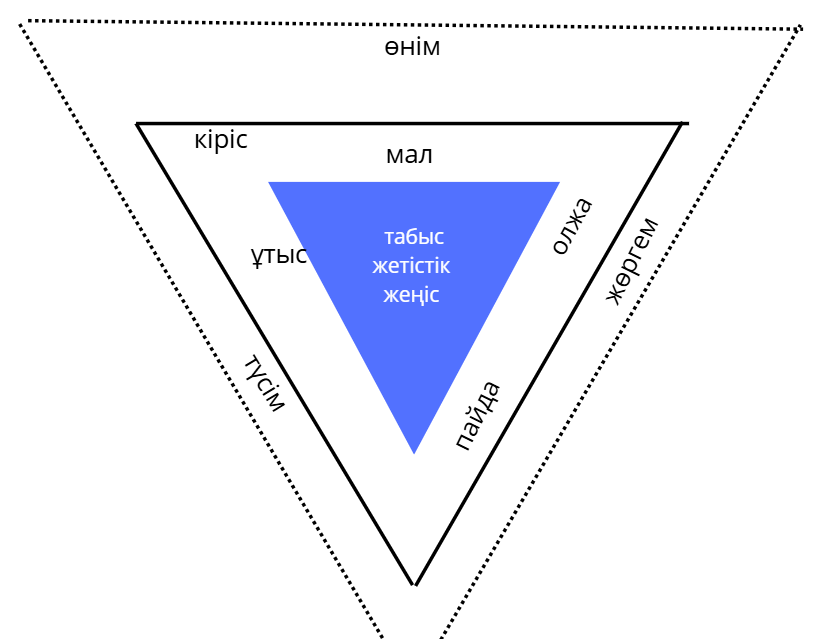 өнім
кіріс
мал
олжа
жөргем
ұтыс
табыс
жетістік
жеңіс
түсім
пайда